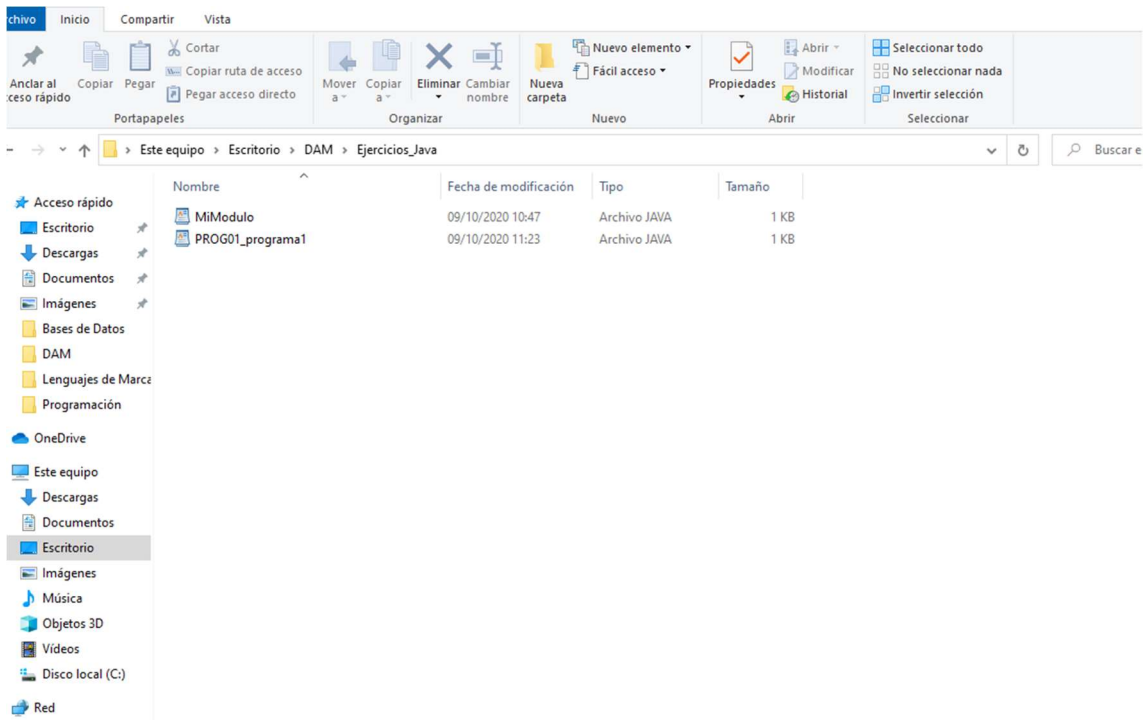 rchivo Inicio Compartir Vista
Anclar al
ceso rápido
Copiar
Pegar
Cortar
Copiar ruta de acceso
Pegar acceso directo
Portapapeles
Mover
a
Copiar
a
Eliminar
Cambiar
nombre
Organizar
Nueva
carpeta
Nuevo elemento
Fácil acceso
Nuevo
Propiedades
Abrir
Modificar
Historial
Abrir
Seleccionar todo
No seleccionar nada
Invertir selección
Seleccionar
Este equipo > Escritorio > DAM > Ejercicios_Java
Buscar e
Nombre Fecha de modificación Tipo Tamaño
MiModulo 09/10/2020 10:47 Archivo JAVA 1 KB
PROG01_programa1 09/10/2020 11:23 Archivo JAVA 1 KB
Acceso rápido
Escritorio
Descargas
Documentos
Imágenes
Bases de Datos
DAM
Lenguajes de Marca
Programación
OneDrive
Este equipo
Descargas
Documentos
Escritorio
Imágenes
Música
Objetos 3D
Vídeos
Disco local (C:)
Red